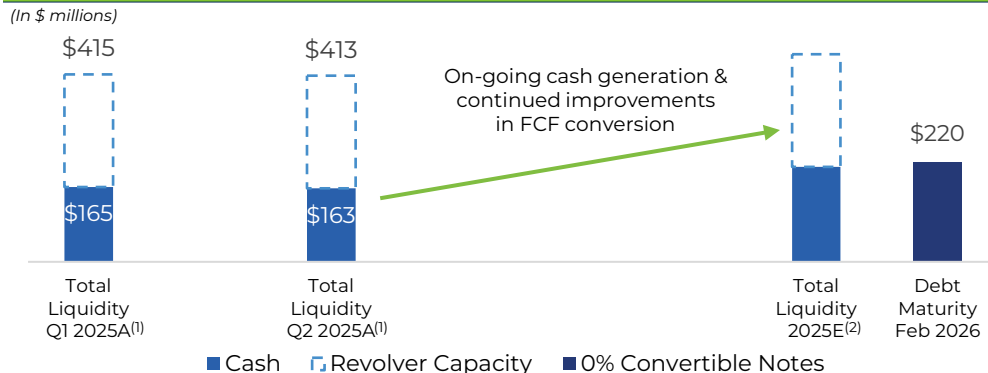 (In $ millions)
$415
$413
On-going cash generation &
continued improvements
in FCF conversion
$220
$165
$163
Total
Liquidity
Q1 2025A(1)
Total
Liquidity
Q2 2025A(1)
Total
Liquidity
2025E(2)
Debt
Maturity
Feb 2026
Cash
Revolver Capacity
0% Convertible Notes